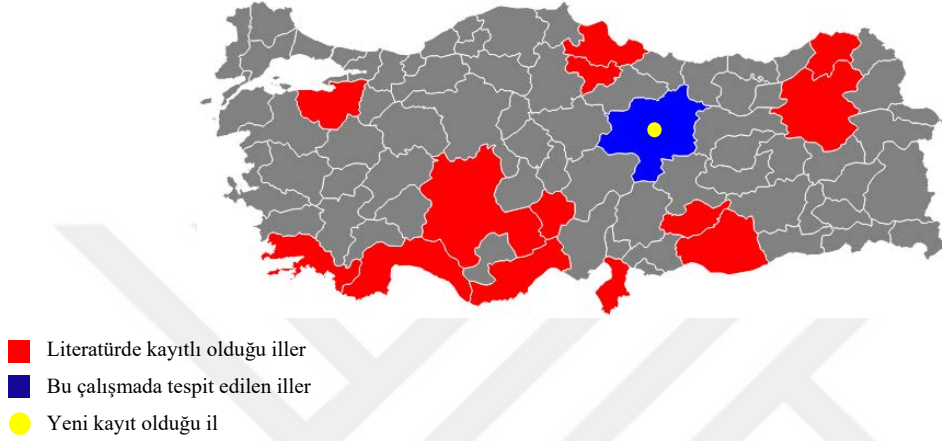 Literatürde kayıtlı olduğu iller
Bu çalışmada tespit edilen iller
Yeni kayıt olduğu il